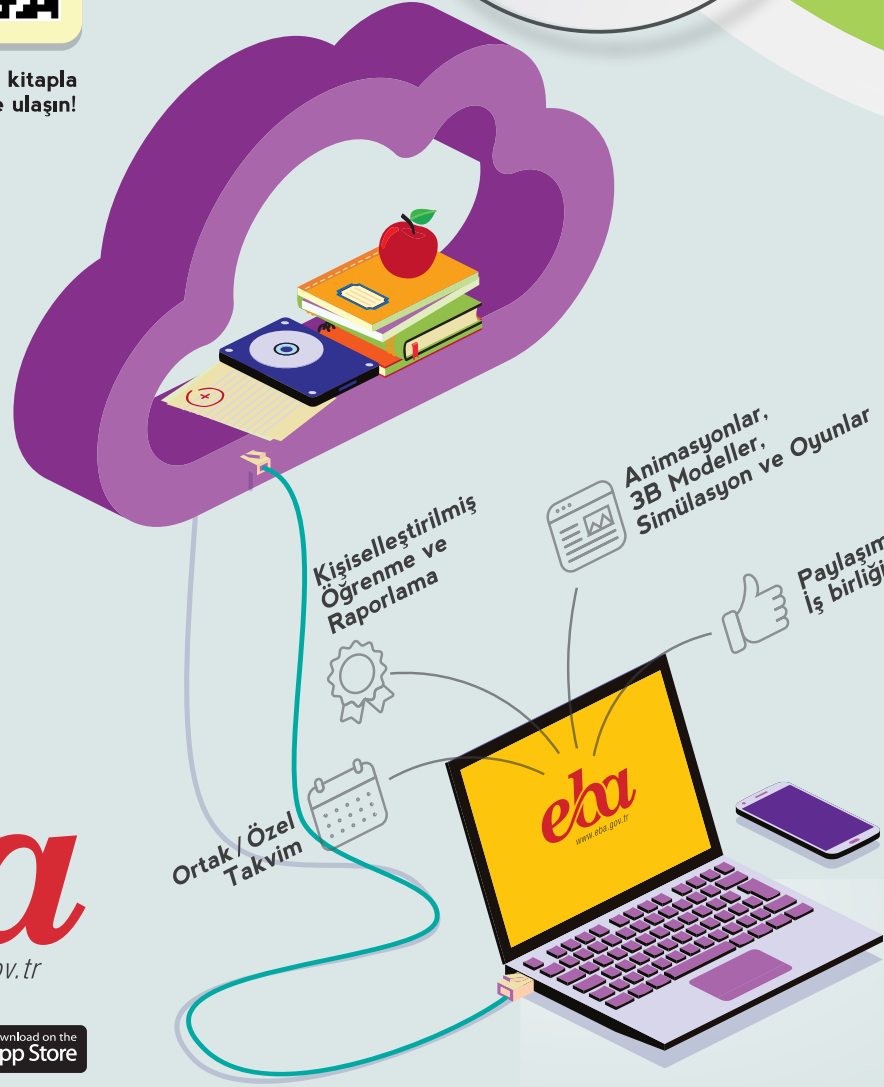 kitapla
ulaşın!
Animasyonlar,
3B Modeller,
Simülasyon ve Oyunlar
Kişiselleştirilmiş
Öğrenme ve
Raporlama
Paylaşım
İş birliği
Ortak / Özel
Takvim
eba
www.eba.gov.tr
a
ov.tr
wnload on the
pp Store